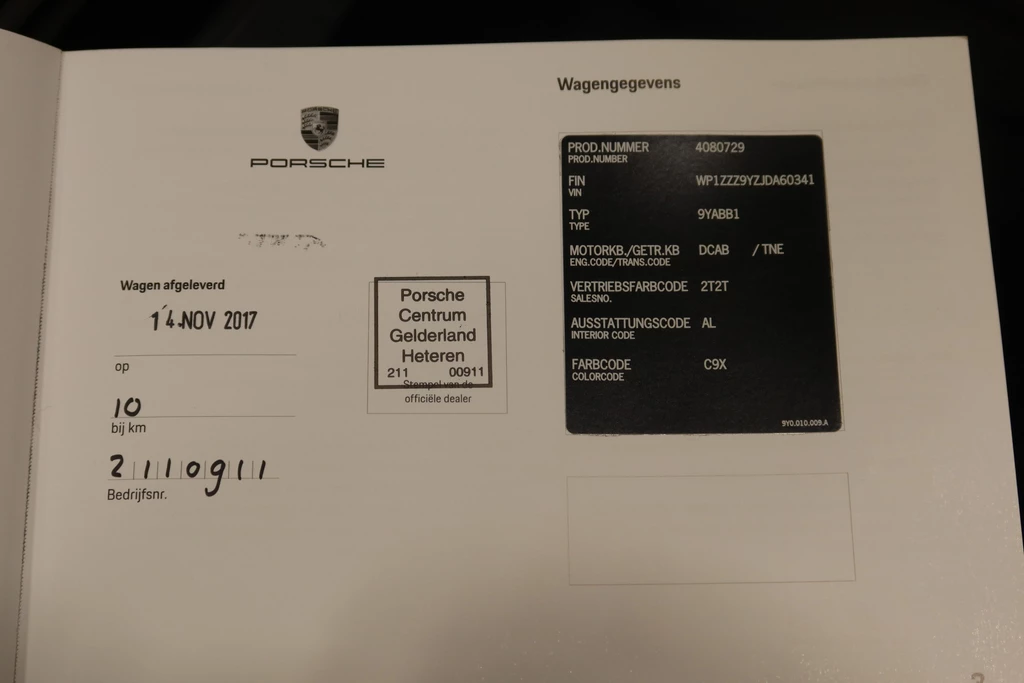 PORSCHE
Wagen afgeleverd
14.NOV 2017
op
10
bij km
2110911
Bedrijfsnr.
Porsche
Centrum
Gelderland
Heteren
211 00911
Stempel van de
officiële dealer
Wagengegevens
PROD.NUMMER 4080729
PROD.NUMBER
FIN WP1ZZZ9YZJDA60341
VIN
TYP 9YABB1
TYPE
MOTORKB./GETR.KB DCAB / TNE
ENG.CODE/TRANS.CODE
VERTRIEBSFARBCODE 2T2T
SALESNO.
AUSSTATTUNGSCODE AL
INTERIOR CODE
FARBCODE C9X
COLORCODE
9Y0.010.009.A